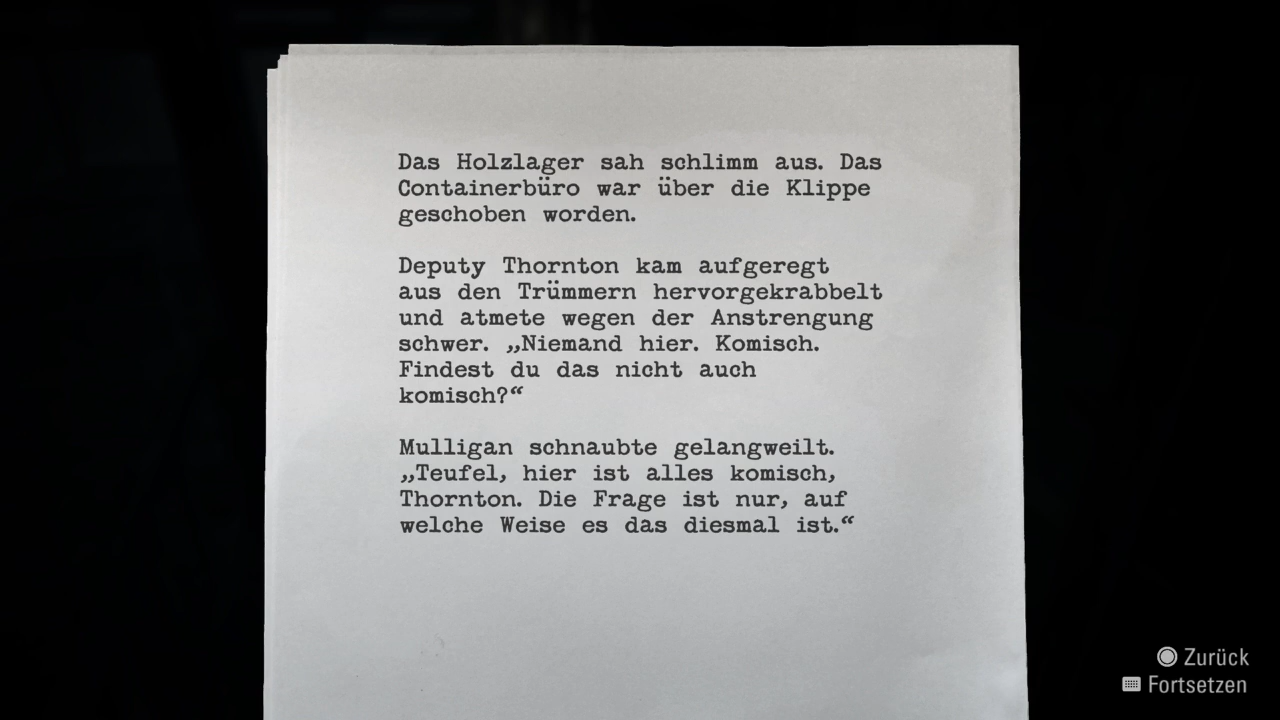 Das Holzlager sah schlimm aus. Das
Containerbüro war über die Klippe
geschoben worden.
Deputy Thornton kam aufgeregt
aus den Trümmern hervorgekrabbelt
und atmete wegen der Anstrengung
schwer. „Niemand hier. Komisch.
Findest du das nicht auch
komisch?“
Mulligan schnaubte gelangweilt.
„Teufel, hier ist alles komisch,
Thornton. Die Frage ist nur, auf
welche Weise es das diesmal ist.“
Zurück
Fortsetzen